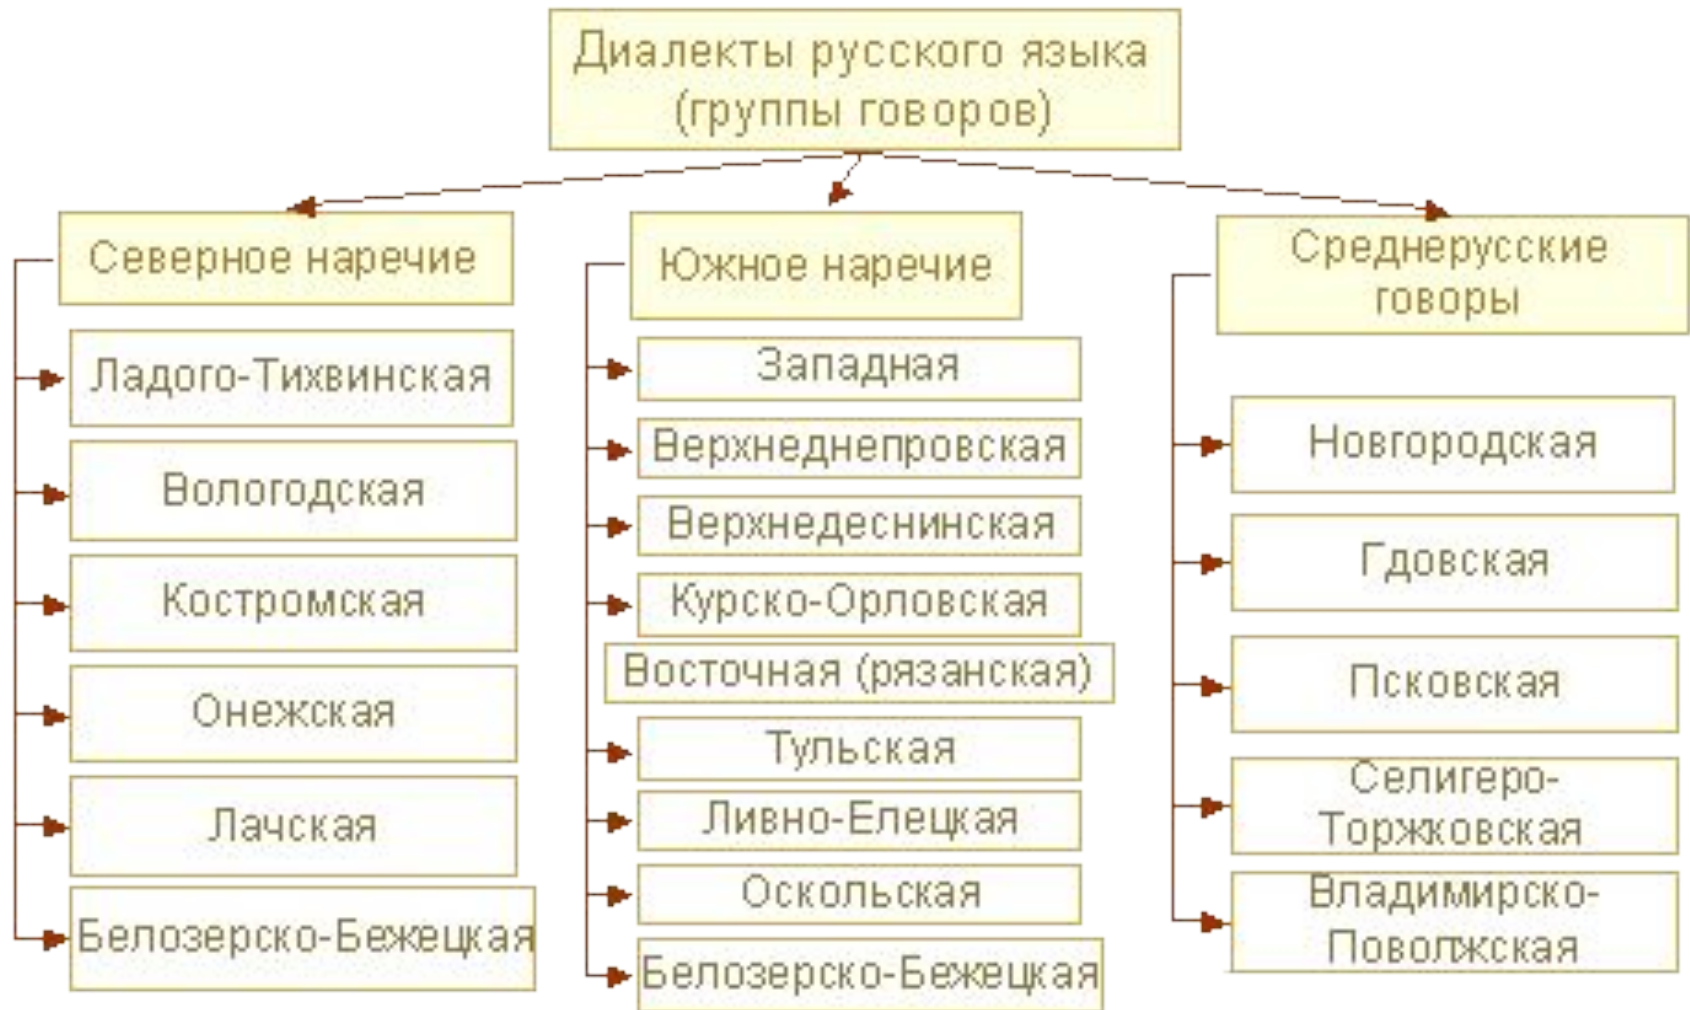 Диалекты русского языка
(группы говоров)
Северное наречие
Ладого-Тихвинская
Вологодская
Костромская
Онежская
Лачская
Белозерско-Бежецкая
Южное наречие
Западная
Верхнеднепровская
Верхнедеснинская
Курско-Орловская
Восточная (рязанская)
Тульская
Ливно-Елецкая
Оскольская
Белозерско-Бежецкая
Среднерусские
говоры
Новгородская
Гдовская
Псковская
Селигеро-
Торжковская
Владимирско-
Поволжская